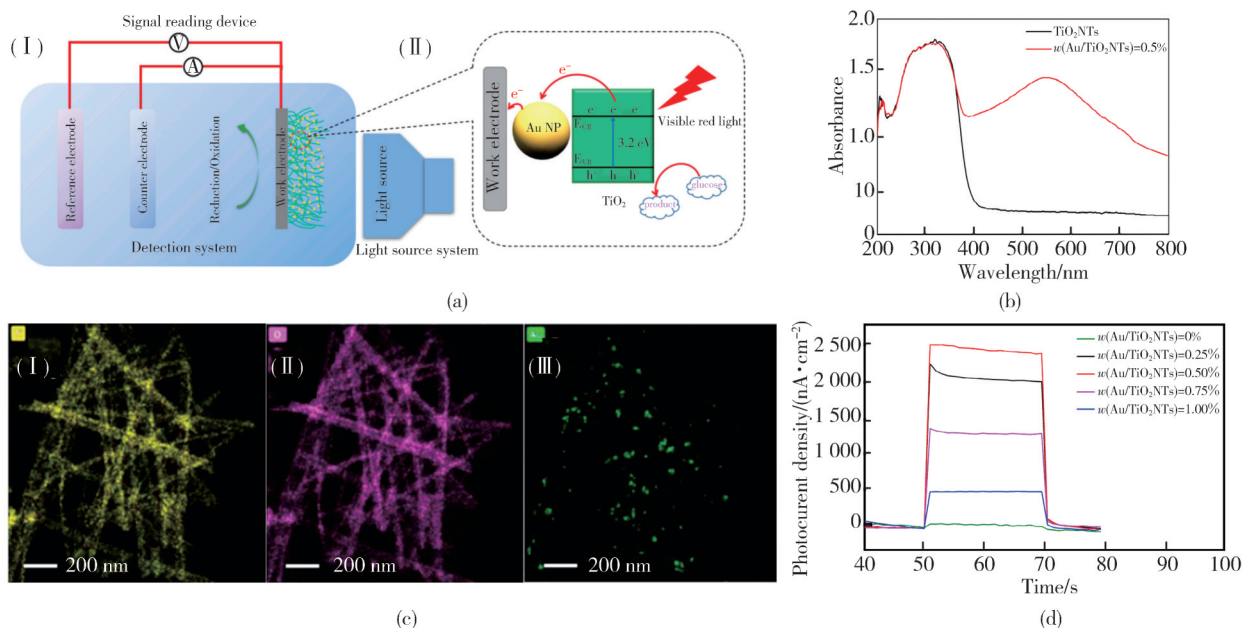 Signal reading device
(Ⅰ)
V
A
Reference electrode
Counter electrode
Reduction/Oxidation
Work electrode
Detection system
Light source
Light source system
(Ⅱ)
Work electrode
e⁻
e⁻
Au NP
e⁻ e⁻ e⁻
E_CB
3.2 eV
E_VB
h⁺ h⁺ h⁺
TiO₂
Visible red light
glucose
product
(a)
TiO₂NTs
w(Au/TiO₂NTs)=0.5%
Absorbance
2.0
1.5
1.0
10
0
200 300 400 500 600 700 800
Wavelength/nm
(b)
(Ⅰ)
200 nm
O
(Ⅱ)
200 nm
(Ⅲ)
200 nm
(c)
w(Au/TiO₂NTs)=0%
w(Au/TiO₂NTs)=0.25%
w(Au/TiO₂NTs)=0.50%
w(Au/TiO₂NTs)=0.75%
w(Au/TiO₂NTs)=1.00%
Photocurent density/(nA•cm⁻²)
2 500
2 000
1 500
1 000
500
0
40 50 60 70 80 90 100
Time/s
(d)